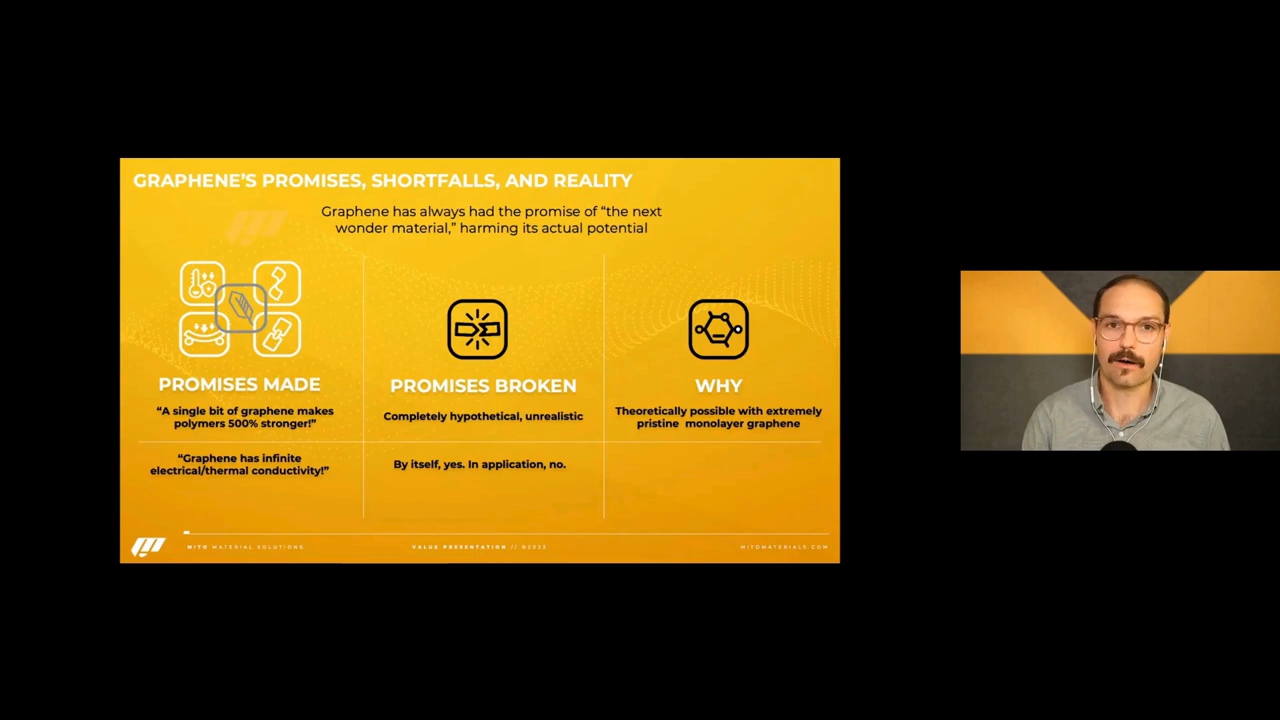 GRAPHENE'S PROMISES, SHORTFALLS, AND REALITY
Graphene has always had the promise of “the next
wonder material,” harming its actual potential
PROMISES MADE
“A single bit of graphene makes
polymers 500% stronger!”
“Graphene has infinite
electrical/thermal conductivity!”
PROMISES BROKEN
Completely hypothetical, unrealistic
By itself, yes. In application, no.
WHY
Theoretically possible with extremely
pristine monolayer graphene
MITO MATERIAL SOLUTIONS
VALUE PRESENTATION //
MITOMATERIALS.COM